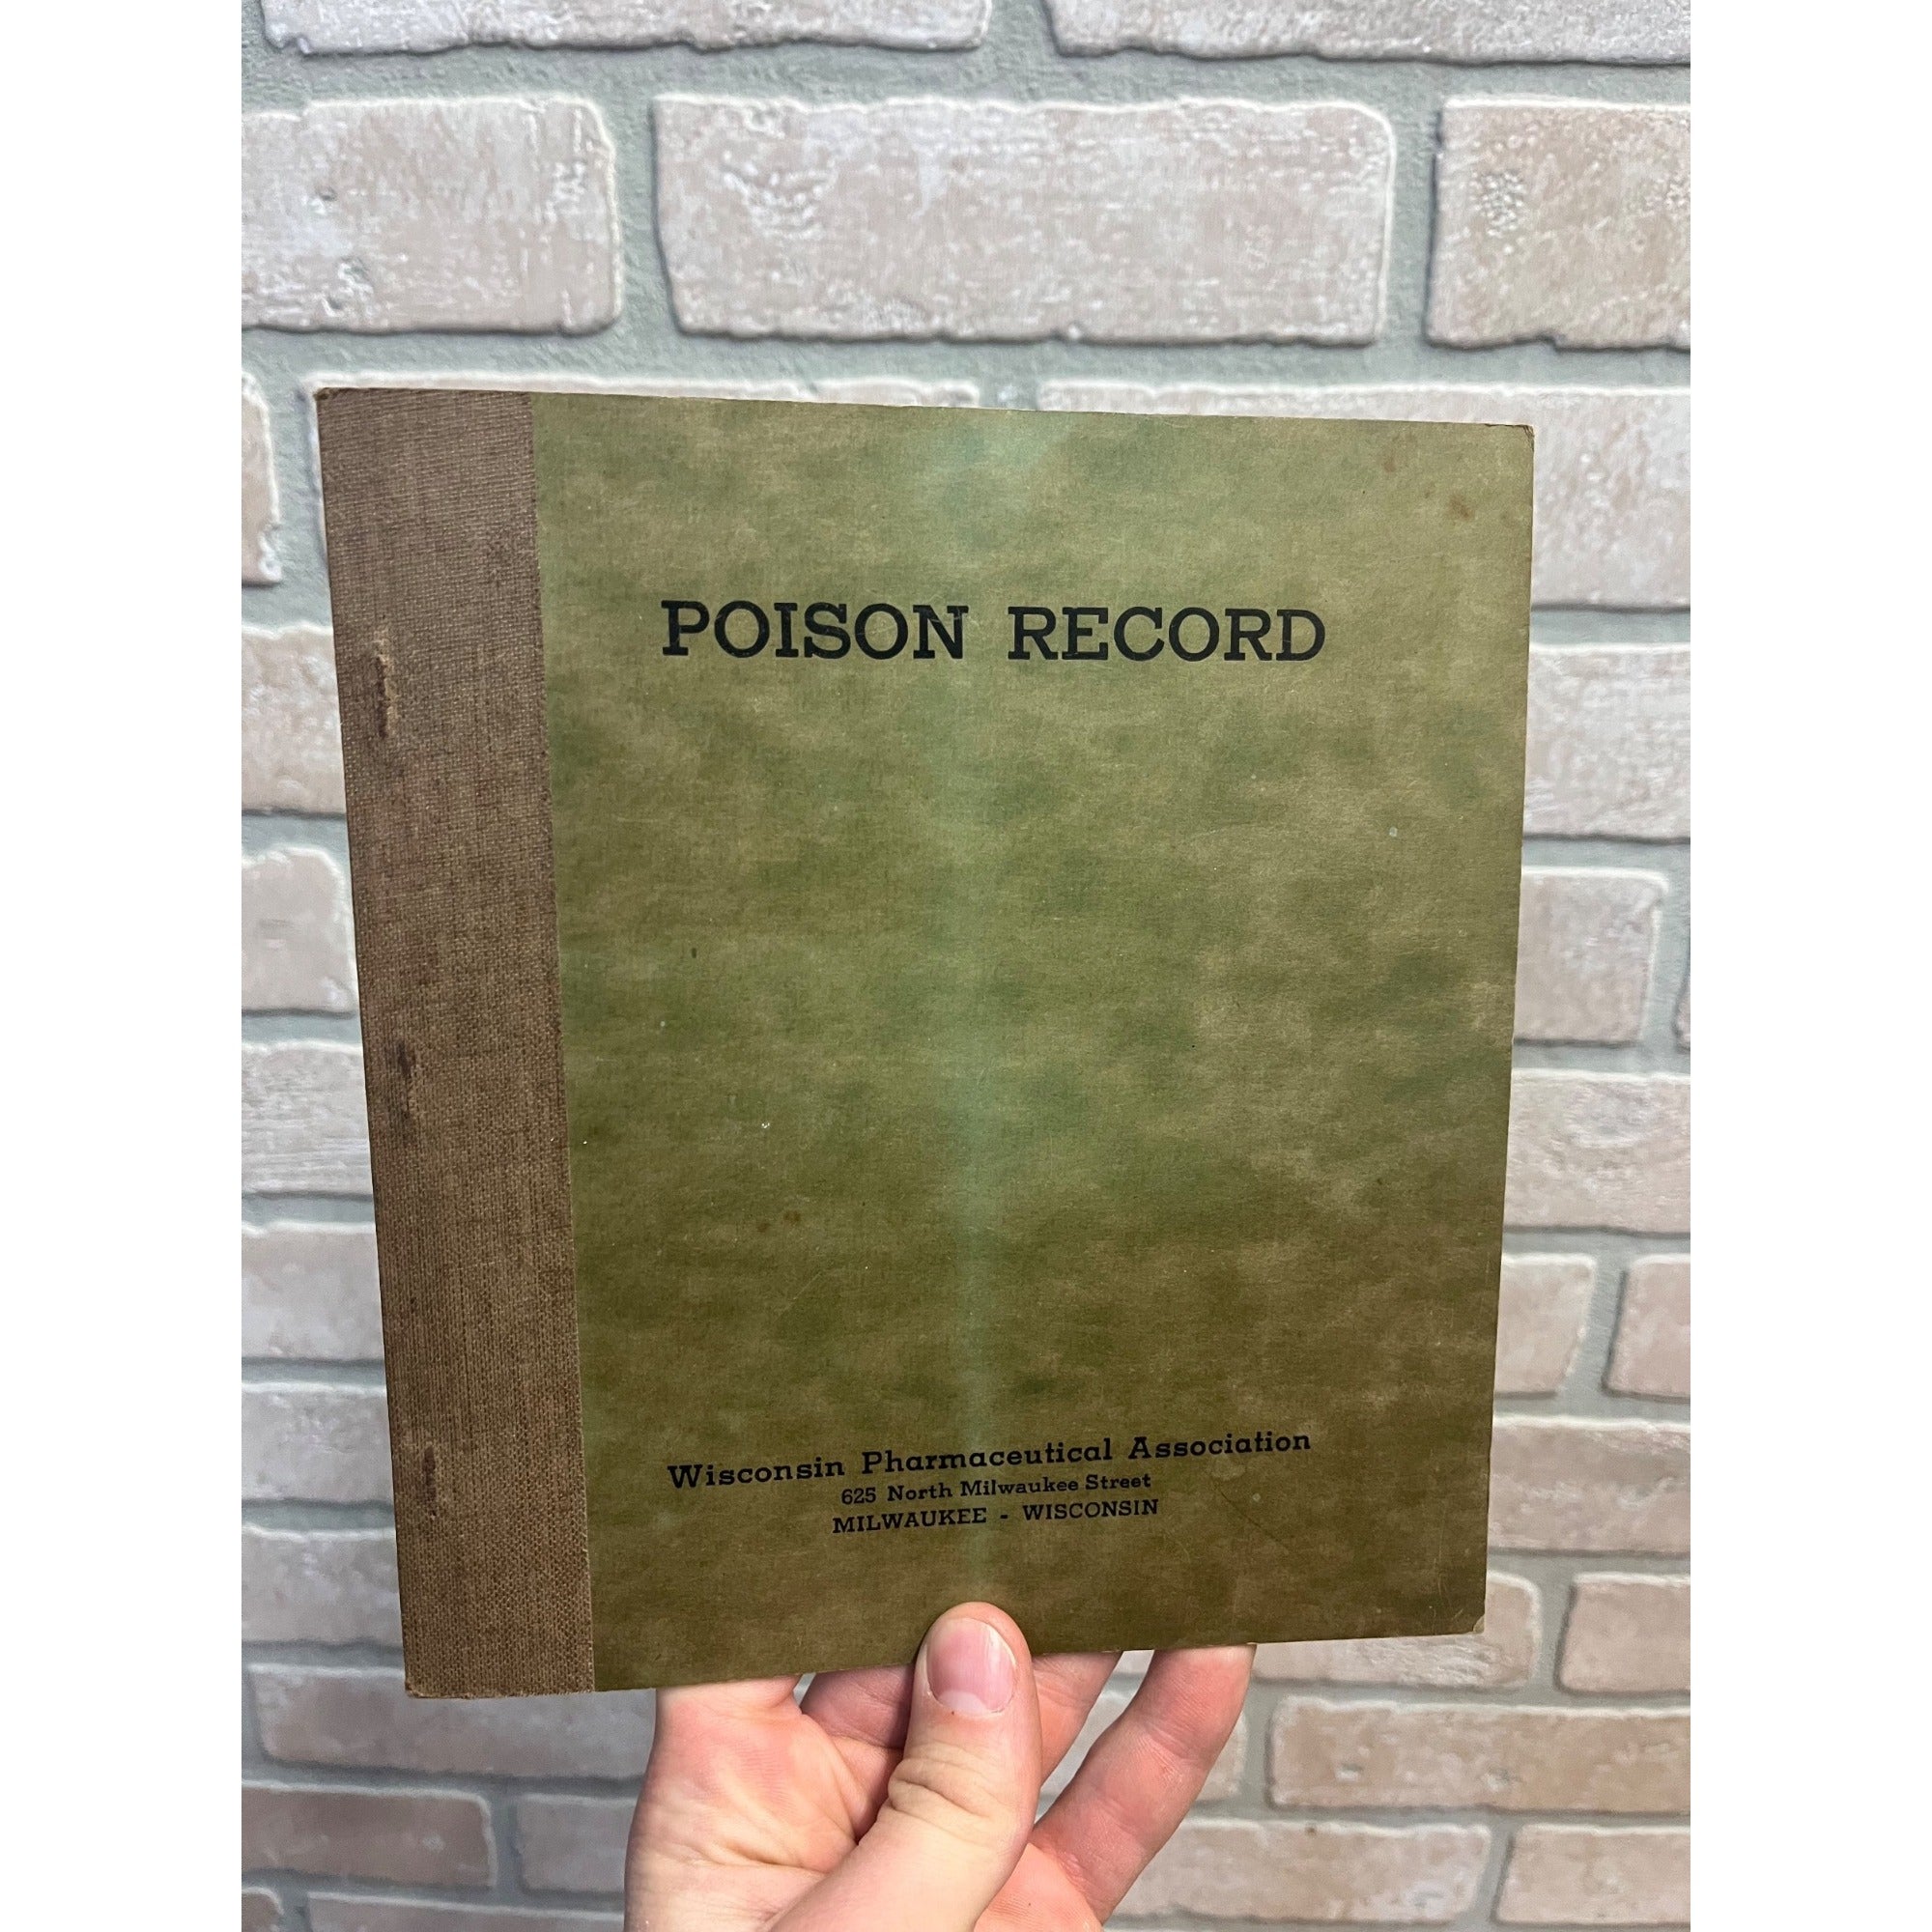 POISON RECORD
Wisconsin Pharmaceutical Association
625 North Milwaukee Street
MILWAUKEE - WISCONSIN